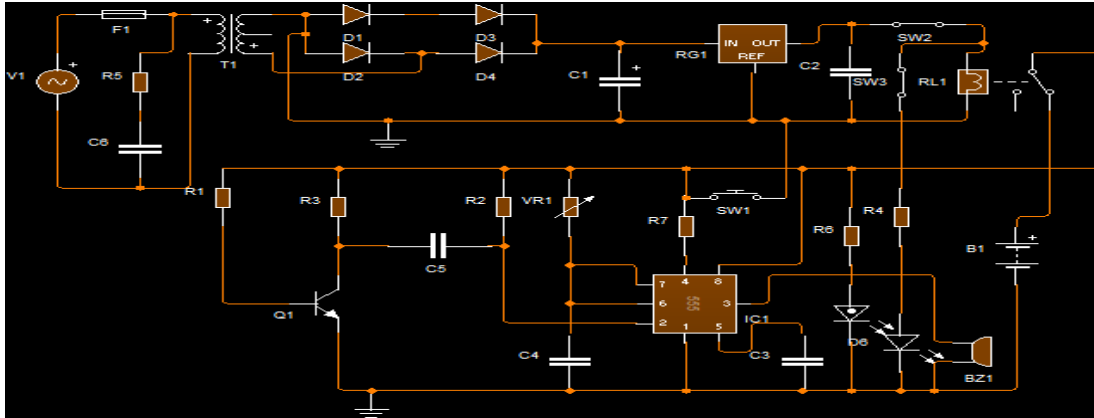 F1
V1
R5
T1
C6
D1
D3
D2
D4
C1
RG1
IN OUT
REF
C2
SW2
SW3
RL1
R1
R3
R2
VR1
R7
SW1
R6
R4
B1
C5
Q1
4
8
7
6
2
555
3
1
5
IC1
C4
C3
D6
BZ1